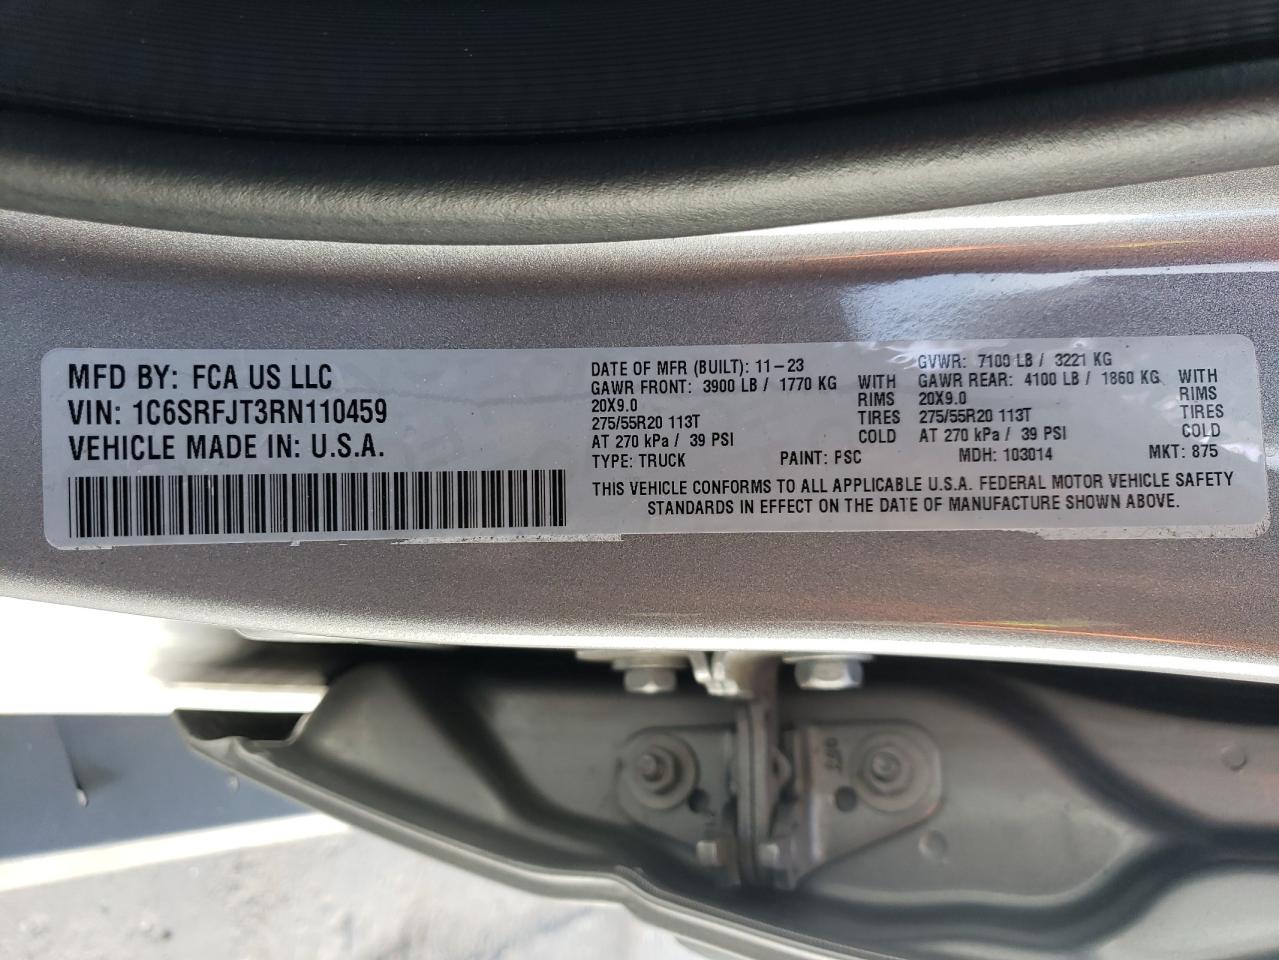 MFD BY: FCA US LLC
VIN: 1C6SRFJT3RN110459
VEHICLE MADE IN: U.S.A.
DATE OF MFR (BUILT): 11-23
GAWR FRONT: 3900 LB / 1770 KG WITH
20X9.0 RIMS
275/55R20 113T TIRES
AT 270 kPa / 39 PSI COLD
GVWR: 7100 LB / 3221 KG
GAWR REAR: 4100 LB / 1860 KG WITH
20X9.0 RIMS
275/55R20 113T TIRES
AT 270 kPa / 39 PSI COLD
TYPE: TRUCK PAINT: PSC MDH: 103014 MKT: 875
THIS VEHICLE CONFORMS TO ALL APPLICABLE U.S.A. FEDERAL MOTOR VEHICLE SAFETY
STANDARDS IN EFFECT ON THE DATE OF MANUFACTURE SHOWN ABOVE.